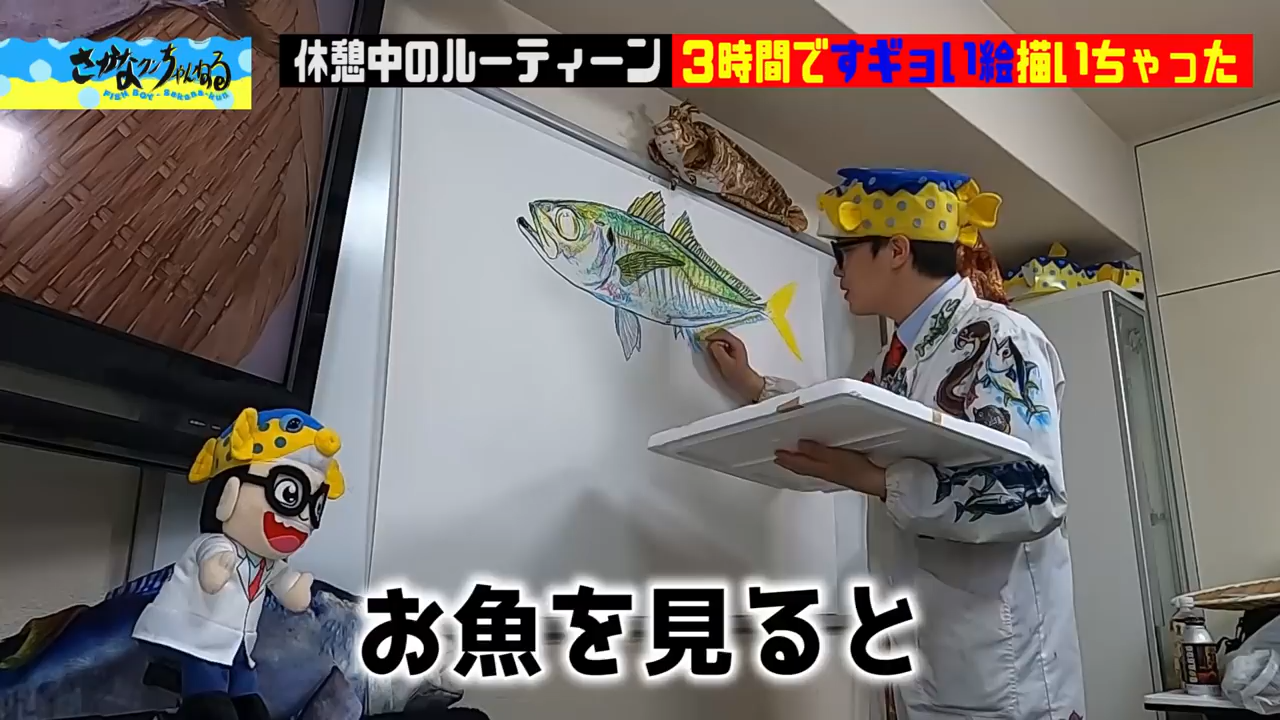 さかなクンちゃんねる
FISH BOY - Sakana-kun
休憩中のルーティーン
3時間ですギョい絵描いちゃった
お魚を見ると